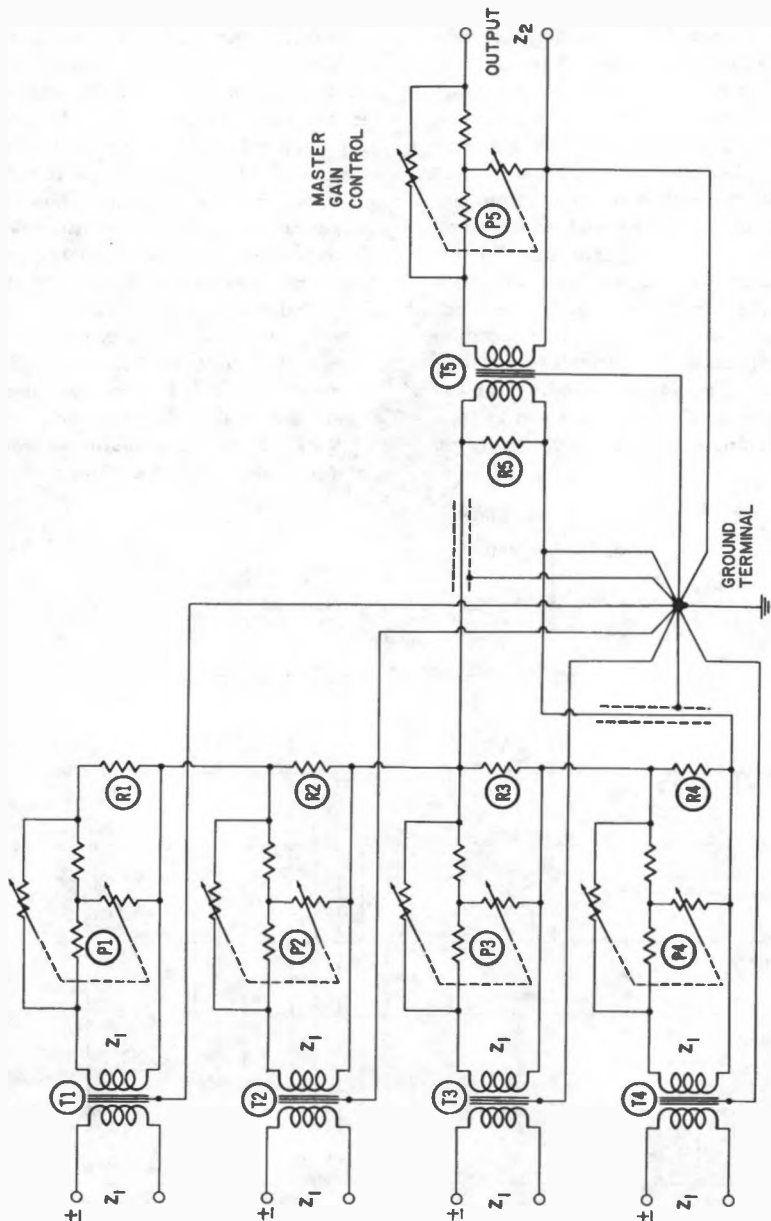 MASTER
GAIN
CONTROL
OUTPUT
Z2
P5
T5
R5
GROUND
TERMINAL
±
Z1
T1
Z1
P1
R1
±
Z1
T2
Z1
P2
R2
±
Z1
T3
Z1
P3
R3
±
Z1
T4
Z1
P4
R4